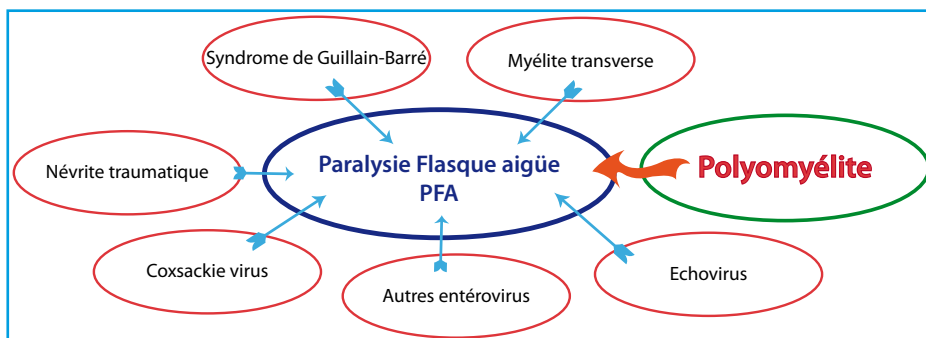 Syndrome de Guillain-Barré
Myélite transverse
Névrite traumatique
Paralysie Flasque aigüe
PFA
Polyomyélite
Coxsackie virus
Autres entérovirus
Echovirus